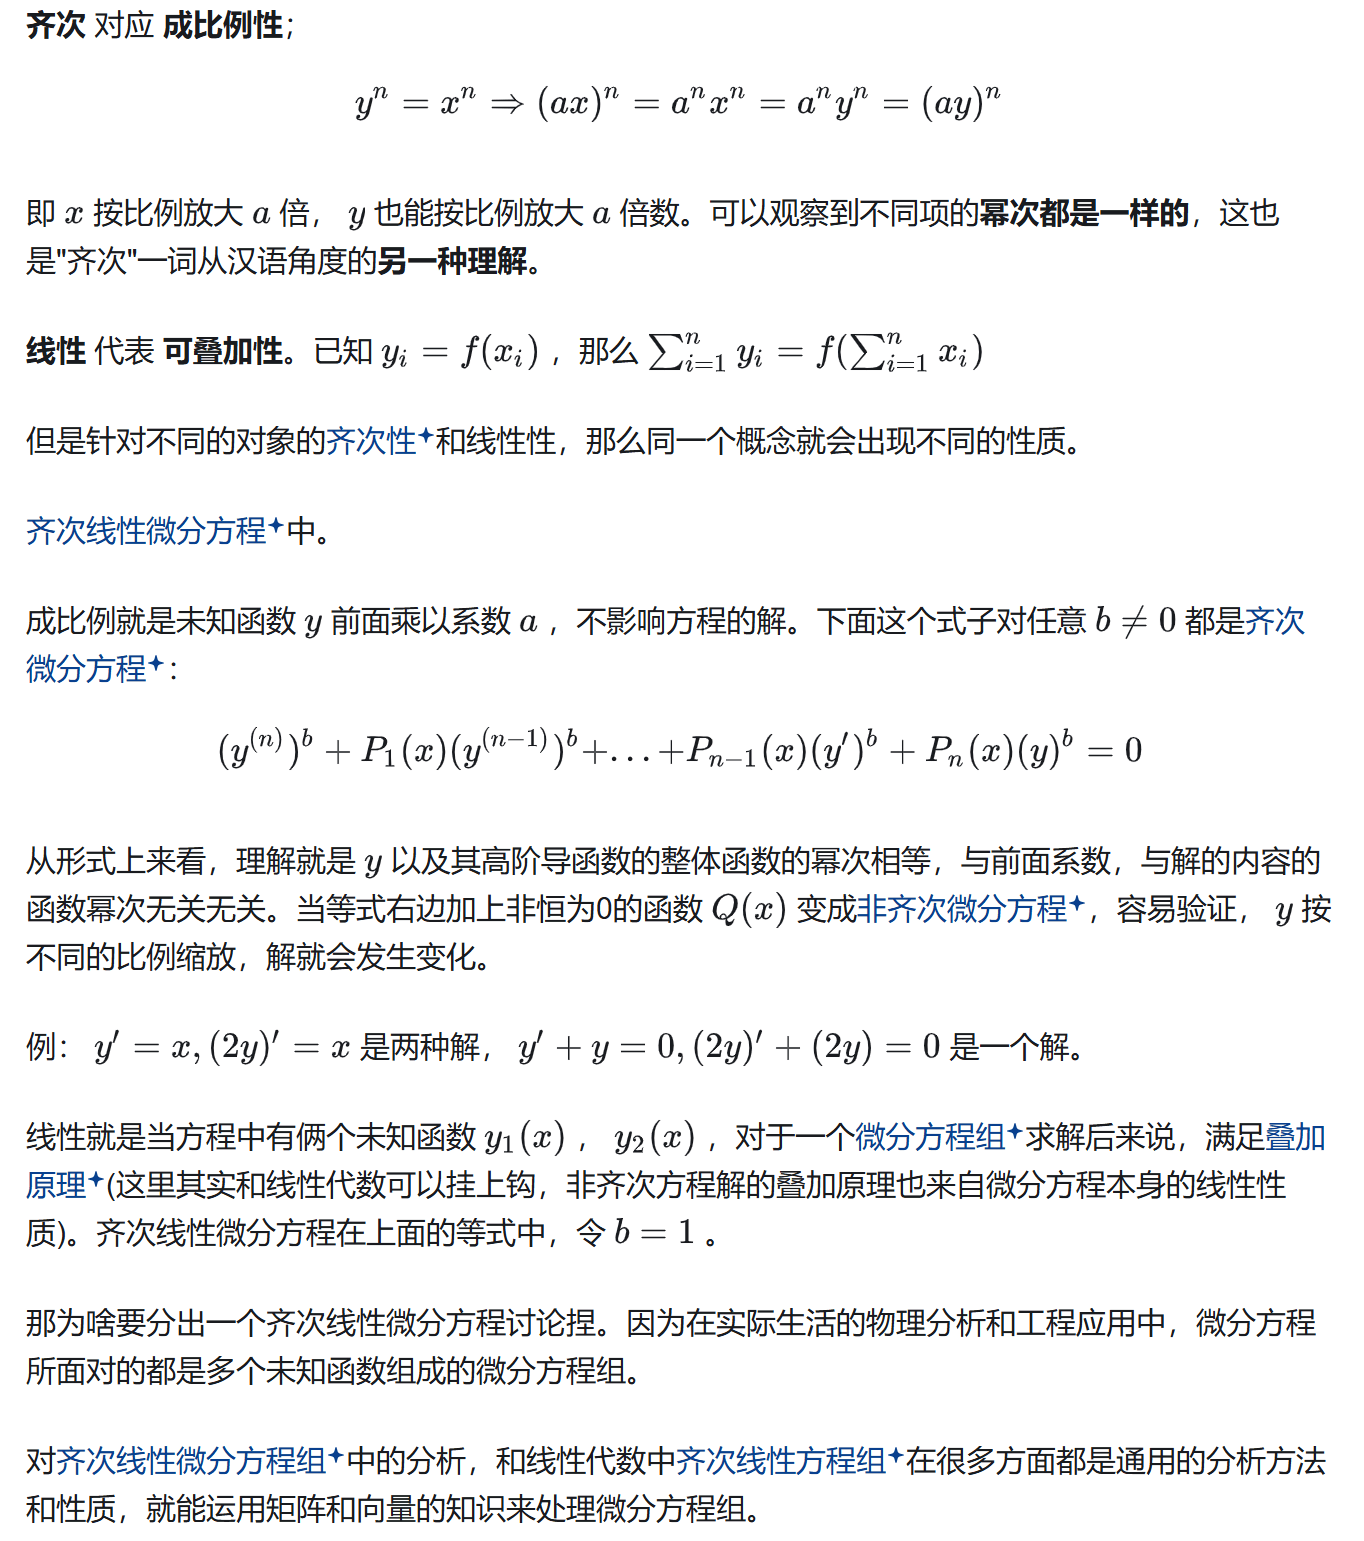 齐次 对应 成比例性；
yⁿ = xⁿ ⇒ (ax)ⁿ = aⁿxⁿ = aⁿyⁿ = (ay)ⁿ
即 x 按比例放大 a 倍， y 也能按比例放大 a 倍数。可以观察到不同项的幂次都是一样的，这也
是"齐次"一词从汉语角度的另一种理解。
线性 代表 可叠加性。已知 yᵢ = f(xᵢ) ，那么 ∑ⁿᵢ₌₁ yᵢ = f(∑ⁿᵢ₌₁ xᵢ)
但是针对不同的对象的齐次性和线性性，那么同一个概念就会出现不同的性质。
齐次线性微分方程中。
成比例就是未知函数 y 前面乘以系数 a ，不影响方程的解。下面这个式子对任意 b ≠ 0 都是齐次
微分方程：
(y⁽ⁿ⁾)ᵇ + P₁(x)(y⁽ⁿ⁻¹⁾)ᵇ+...+Pₙ₋₁(x)(y′)ᵇ + Pₙ(x)(y)ᵇ = 0
从形式上来看，理解就是 y 以及其高阶导函数的整体函数的幂次相等，与前面系数，与解的内容的
函数幂次无关无关。当等式右边加上非恒为0的函数 Q(x) 变成非齐次微分方程，容易验证， y 按
不同的比例缩放，解就会发生变化。
例： y′ = x, (2y)′ = x 是两种解， y′ + y = 0, (2y)′ + (2y) = 0 是一个解。
线性就是当方程中有俩个未知函数 y₁(x) ， y₂(x) ，对于一个微分方程组求解后来说，满足叠加
原理(这里其实和线性代数可以挂上钩，非齐次方程解的叠加原理也来自微分方程本身的线性性
质)。齐次线性微分方程在上面的等式中，令 b = 1 。
那为啥要分出一个齐次线性微分方程讨论捏。因为在实际生活的物理分析和工程应用中，微分方程
所面对的都是多个未知函数组成的微分方程组。
对齐次线性微分方程组中的分析，和线性代数中齐次线性方程组在很多方面都是通用的分析方法
和性质，就能运用矩阵和向量的知识来处理微分方程组。